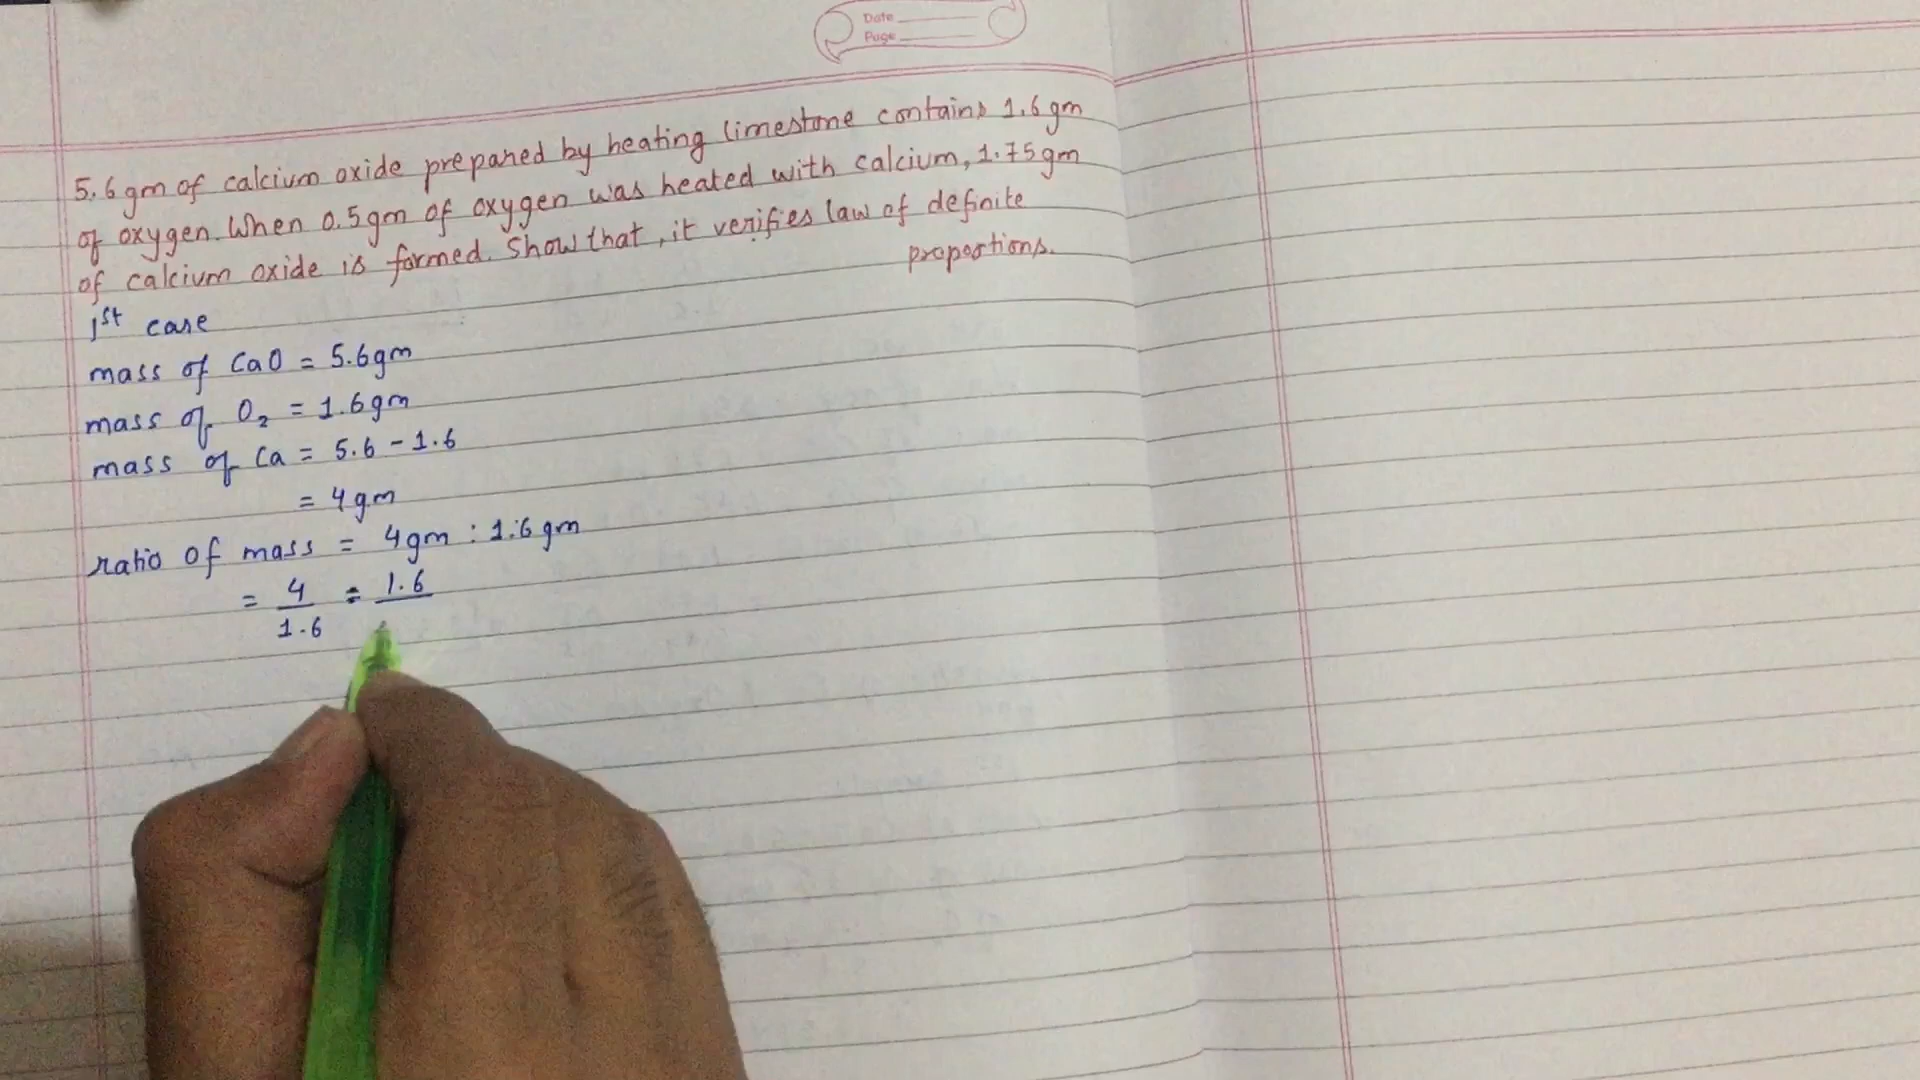 Date
Page
5.6 gm of calcium oxide prepared by heating limestone contains 1.6 gm
of oxygen. When 0.5 gm of oxygen was heated with calcium, 1.75 gm
of calcium oxide is formed. Show that, it verifies law of definite
proportions.
1st case
mass of CaO = 5.6gm
mass of O2 = 1.6gm
mass of Ca = 5.6 - 1.6
= 4gm
ratio of mass = 4gm : 1.6 gm
= 4/1.6 : 1.6